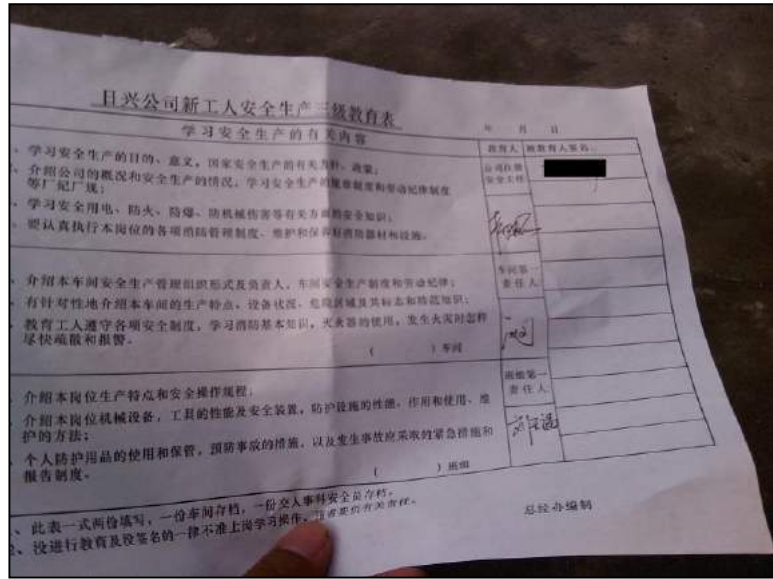 日兴公司新工人安全生产三级教育表
年 月 日
学习安全生产的有关内容
教育人 被教育人签名
、学习安全生产的目的、意义，国家安全生产的有关方针、政策；
公司注册
安全主任
、介绍公司的概况和安全生产的情况，学习安全生产的规章制度和劳动纪律制度
等厂纪厂规；
、学习安全用电、防火、防爆、防机械伤害等有关方面的安全知识；
、要认真执行本岗位的各项消防管理制度、维护和保养好消防器材和设施。
、介绍本车间安全生产管理组织形式及负责人，车间安全生产制度和劳动纪律；
车间第一
责任人
、有针对性地介绍本车间的生产特点，设备状况、危险区域及其标志和防范知识；
、教育工人遵守各项安全制度，学习消防基本知识，灭火器的使用，发生火灾时怎样
尽快疏散和报警。
（ ）车间
、介绍本岗位生产特点和安全操作规程；
班组第一
责任人
、介绍本岗位机械设备，工具的性能及安全装置，防护设施的性能、作用和使用、维
护的方法；
、个人防护用品的使用和保管，预防事故的措施，以及发生事故应采取的紧急措施和
报告制度。
（ ）班组
、此表一式两份填写，一份车间存档，一份交人事科安全员存档。
、没进行教育及没签名的一律不准上岗学习操作，
者要负有关责任。
总经办编制